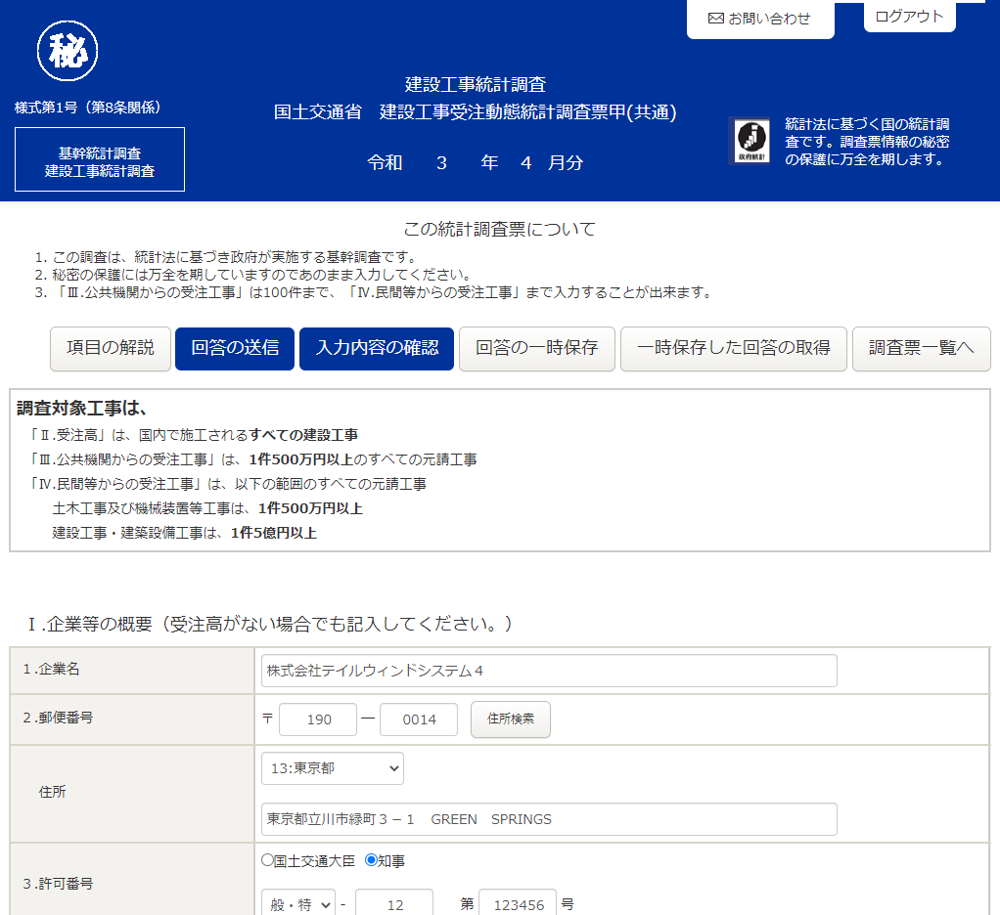 お問い合わせ
ログアウト
秘
様式第1号（第8条関係）
基幹統計調査
建設工事統計調査
建設工事統計調査
国土交通省　建設工事受注動態統計調査票甲(共通)
令和　3　年　4　月分
政府統計
統計法に基づく国の統計調
査です。調査票情報の秘密
の保護に万全を期します。
この統計調査票について
1. この調査は、統計法に基づき政府が実施する基幹調査です。
2. 秘密の保護には万全を期していますのであのまま入力してください。
3. 「Ⅲ.公共機関からの受注工事」は100件まで、「Ⅳ.民間等からの受注工事」まで入力することが出来ます。
項目の解説
回答の送信
入力内容の確認
回答の一時保存
一時保存した回答の取得
調査票一覧へ
調査対象工事は、
「Ⅱ.受注高」は、国内で施工されるすべての建設工事
「Ⅲ.公共機関からの受注工事」は、1件500万円以上のすべての元請工事
「Ⅳ.民間等からの受注工事」は、以下の範囲のすべての元請工事
土木工事及び機械装置等工事は、1件500万円以上
建設工事・建築設備工事は、1件5億円以上
Ⅰ.企業等の概要（受注高がない場合でも記入してください。）
1.企業名
株式会社テイルウィンドシステム４
2.郵便番号
〒 190 ― 0014 住所検索
住所
13:東京都
東京都立川市緑町３－１　GREEN　SPRINGS
3.許可番号
国土交通大臣 知事
般・特 - 12 第 123456 号